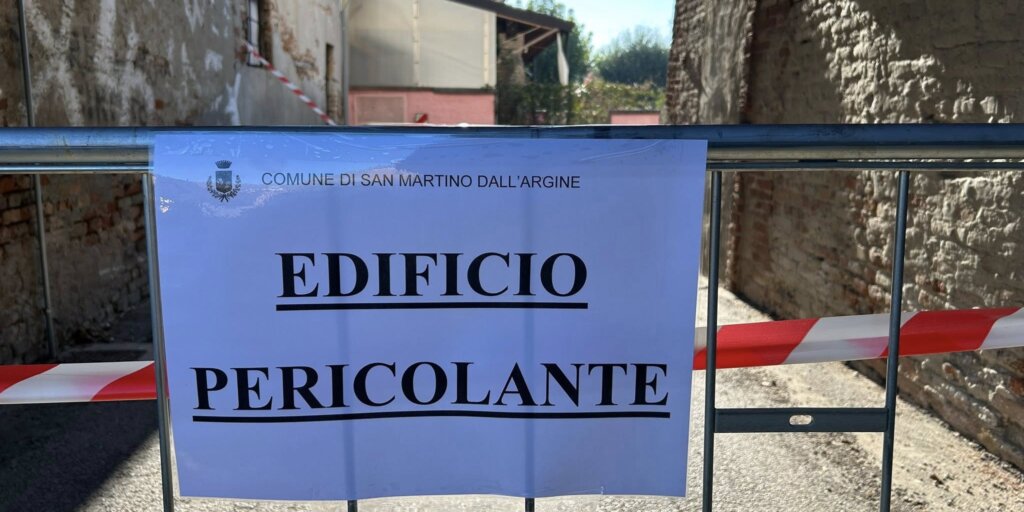 COMUNE DI SAN MARTINO DALL'ARGINE
EDIFICIO
PERICOLANTE